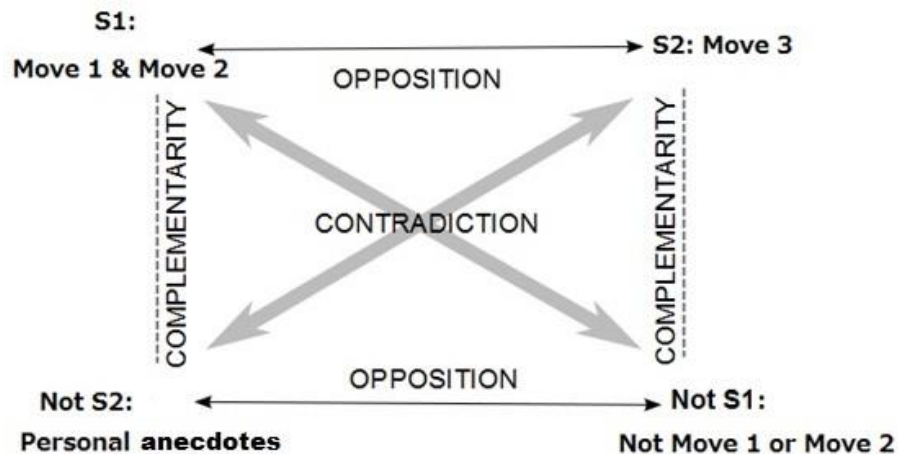 S1:
Move 1 & Move 2
S2: Move 3
OPPOSITION
COMPLEMENTARITY
COMPLEMENTARITY
CONTRADICTION
OPPOSITION
Not S2:
Personal anecdotes
Not S1:
Not Move 1 or Move 2